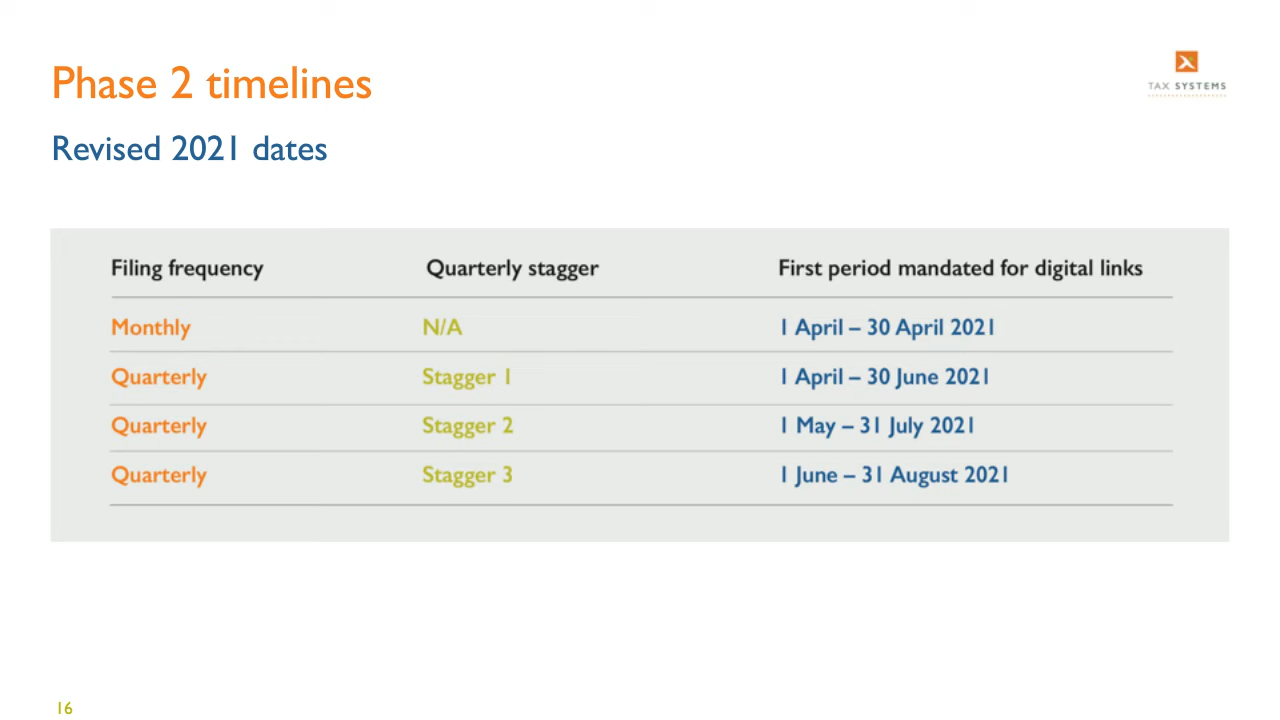 Phase 2 timelines
TAX SYSTEMS
Revised 2021 dates
Filing frequency Quarterly stagger First period mandated for digital links
Monthly N/A 1 April – 30 April 2021
Quarterly Stagger 1 1 April – 30 June 2021
Quarterly Stagger 2 1 May – 31 July 2021
Quarterly Stagger 3 1 June – 31 August 2021
16